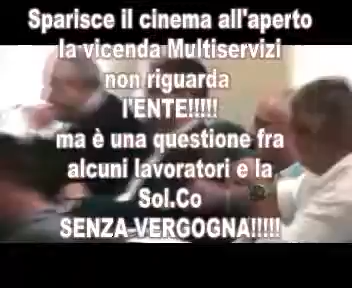 Sparisce il cinema all'aperto
la vicenda Multiservizi
non riguarda
l'ENTE!!!!!
ma è una questione fra
alcuni lavoratori e la
Sol.Co
SENZA VERGOGNA!!!!!